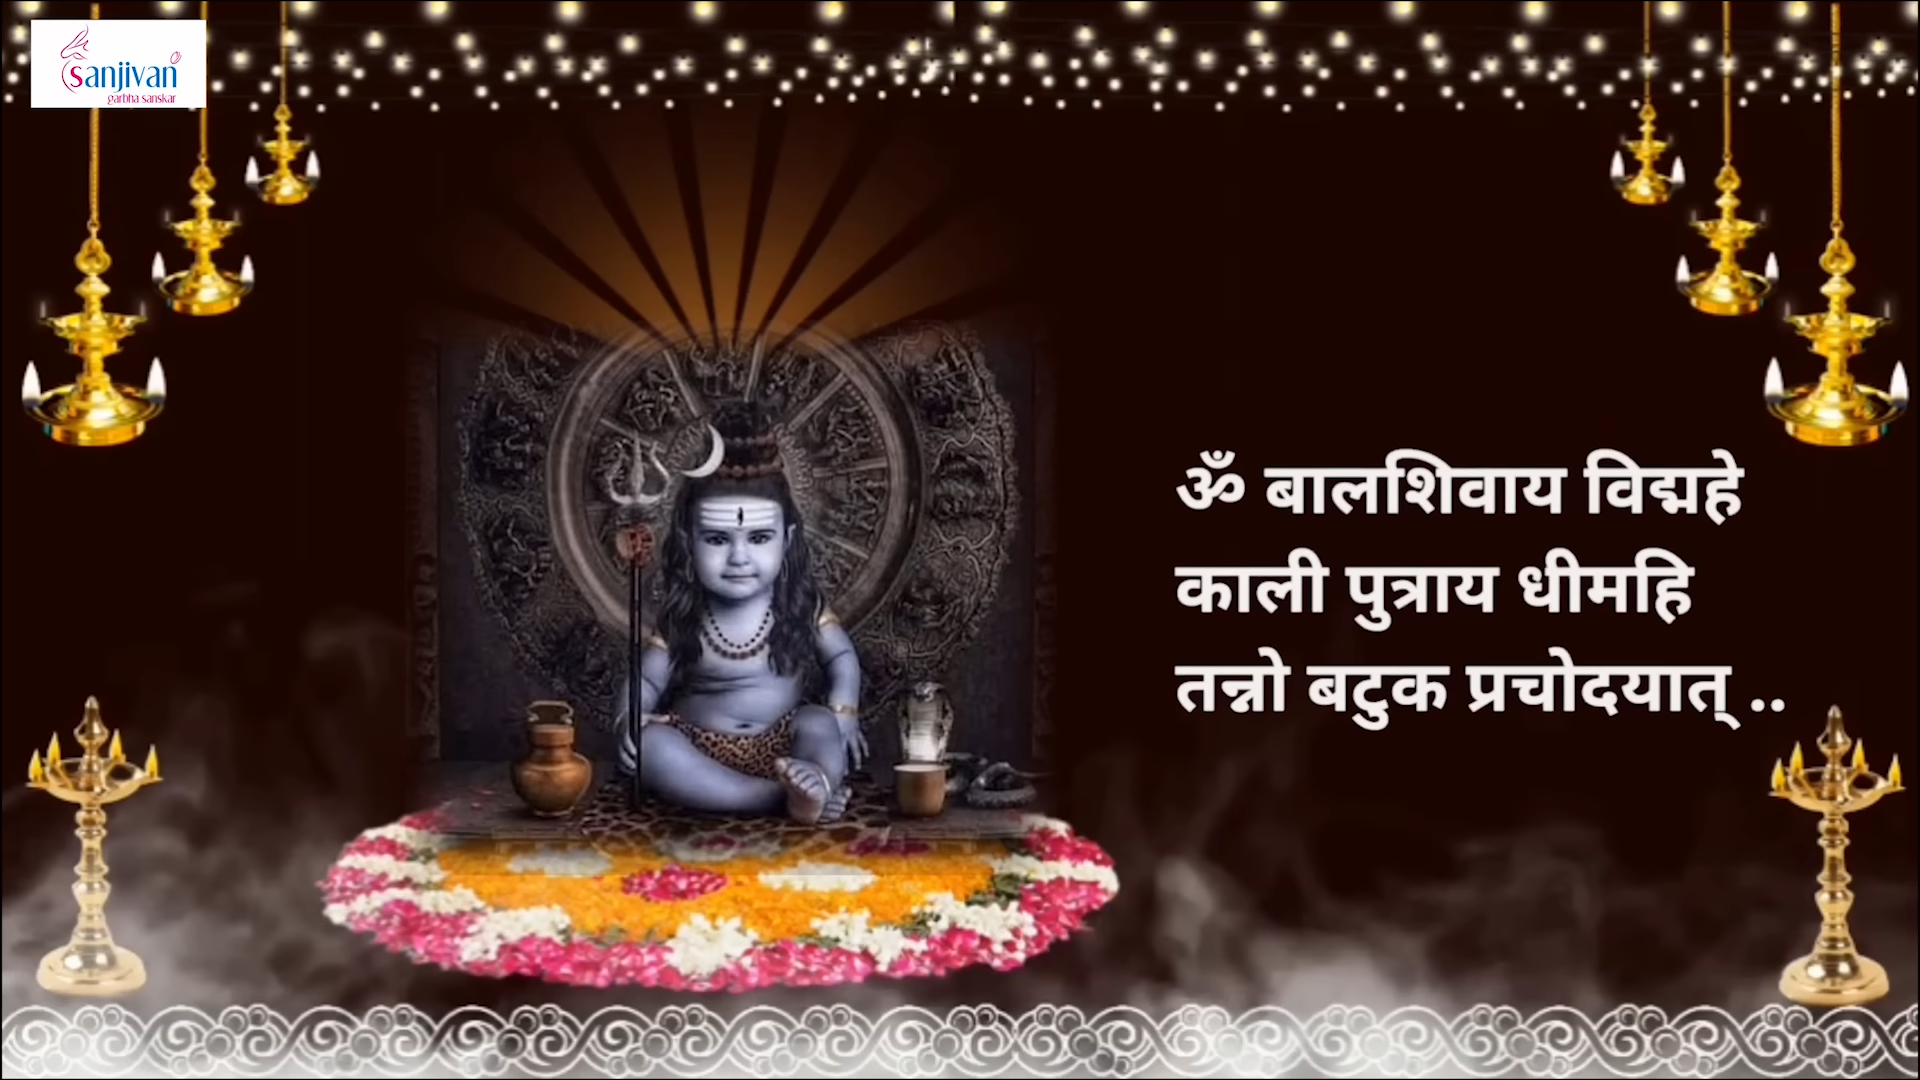 sanjivan
garbha sanskar
ॐ बालशिवाय विद्महे
काली पुत्राय धीमहि
तन्नो बटुक प्रचोदयात् ..